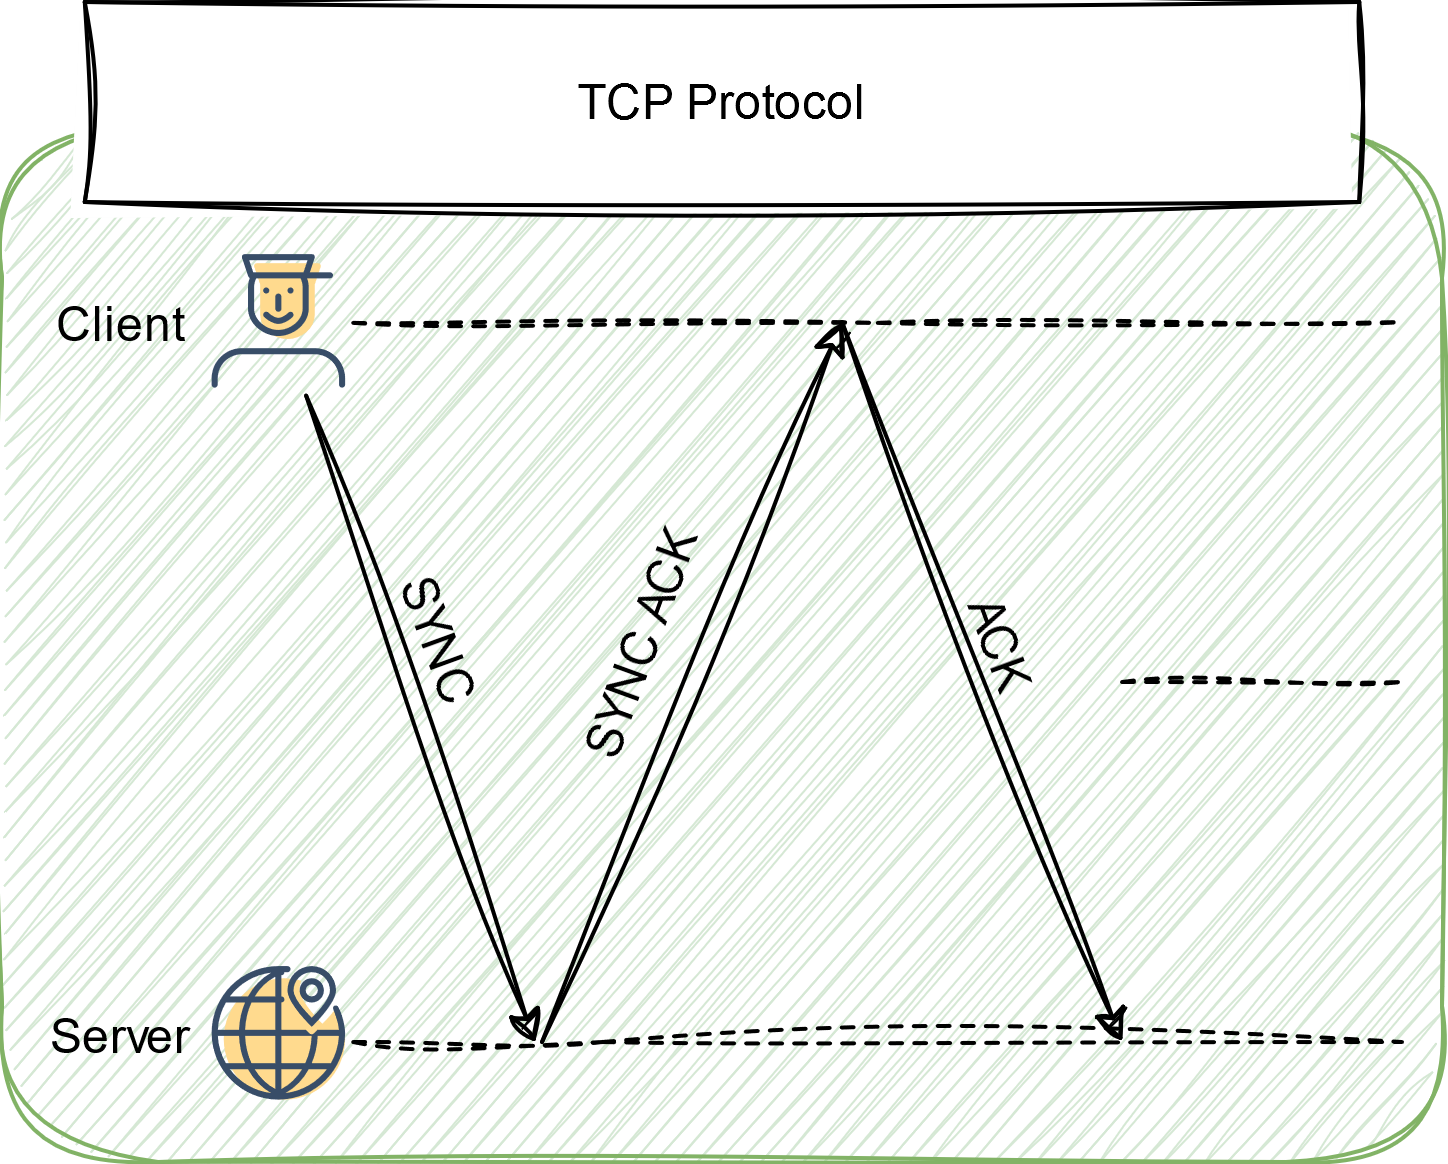 TCP Protocol
Client
SYNC
SYNC ACK
ACK
Server